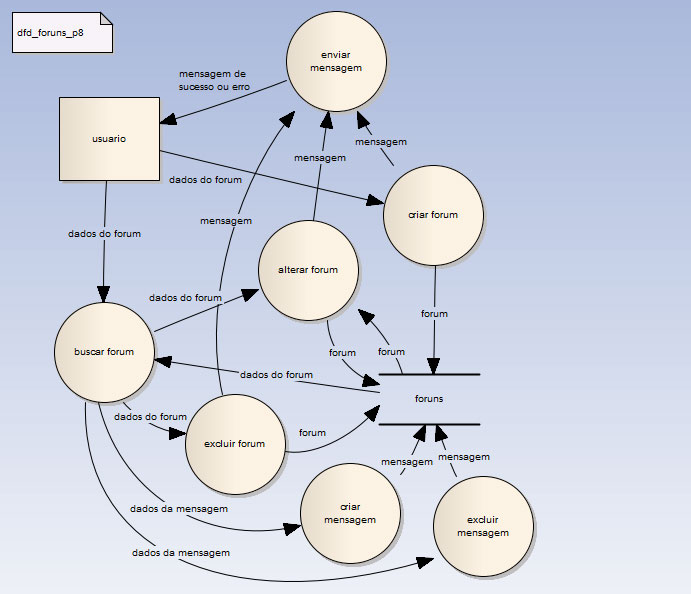 dfd_foruns_p8
enviar
mensagem
mensagem de
sucesso ou erro
usuario
mensagem
mensagem
dados do forum
criar forum
mensagem
dados do forum
alterar forum
dados do forum
forum
buscar forum
forum
forum
dados do forum
foruns
dados do forum
forum
excluir forum
mensagem
mensagem
dados da mensagem
criar
mensagem
excluir
mensagem
dados da mensagem